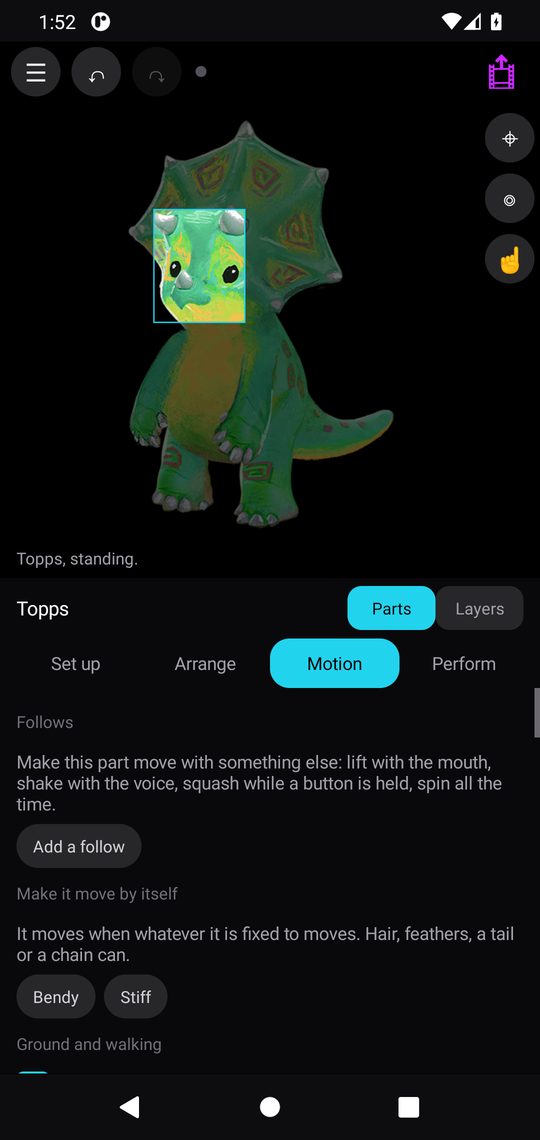 1:52
Topps, standing.
Topps
Parts
Layers
Set up
Arrange
Motion
Perform
Follows
Make this part move with something else: lift with the mouth,
shake with the voice, squash while a button is held, spin all the
time.
Add a follow
Make it move by itself
It moves when whatever it is fixed to moves. Hair, feathers, a tail
or a chain can.
Bendy
Stiff
Ground and walking